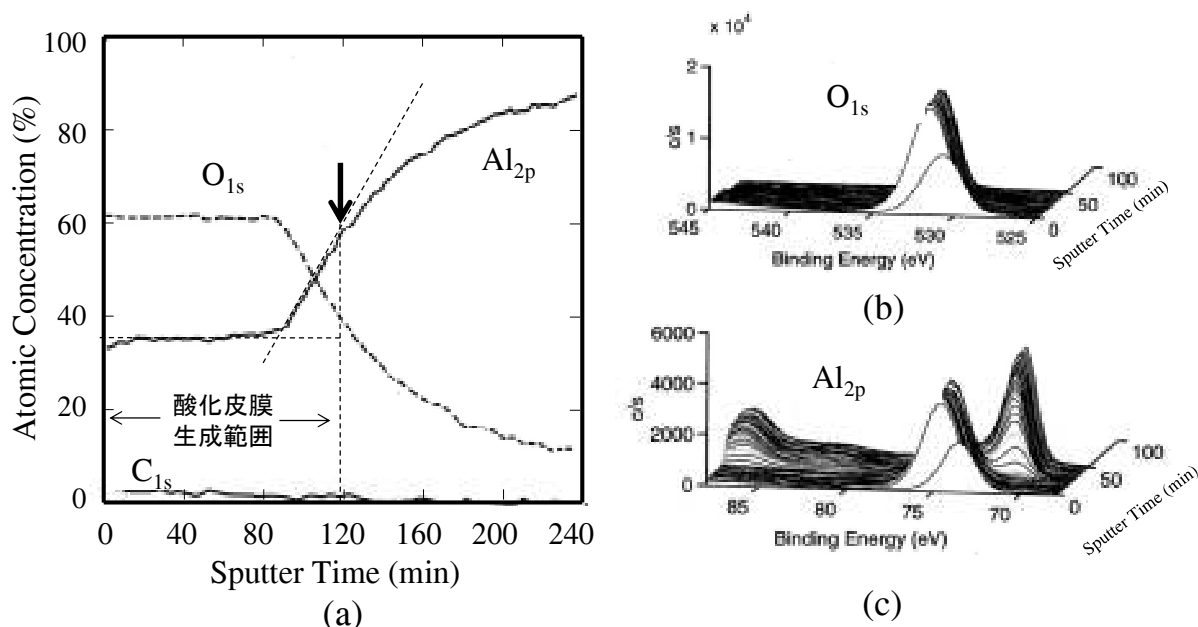 100
80
60
40
20
0
Atomic Concentration (%)
O1s
Al2p
酸化皮膜
生成範囲
C1s
0 40 80 120 160 200 240
Sputter Time (min)
(a)
x 10^4
2
1
0
c/s
O1s
545 540 535 530 525
Binding Energy (eV)
0 50 100
Sputter Time (min)
(b)
6000
4000
2000
0
c/s
Al2p
85 80 75 70
Binding Energy (eV)
0 50 100
Sputter Time (min)
(c)